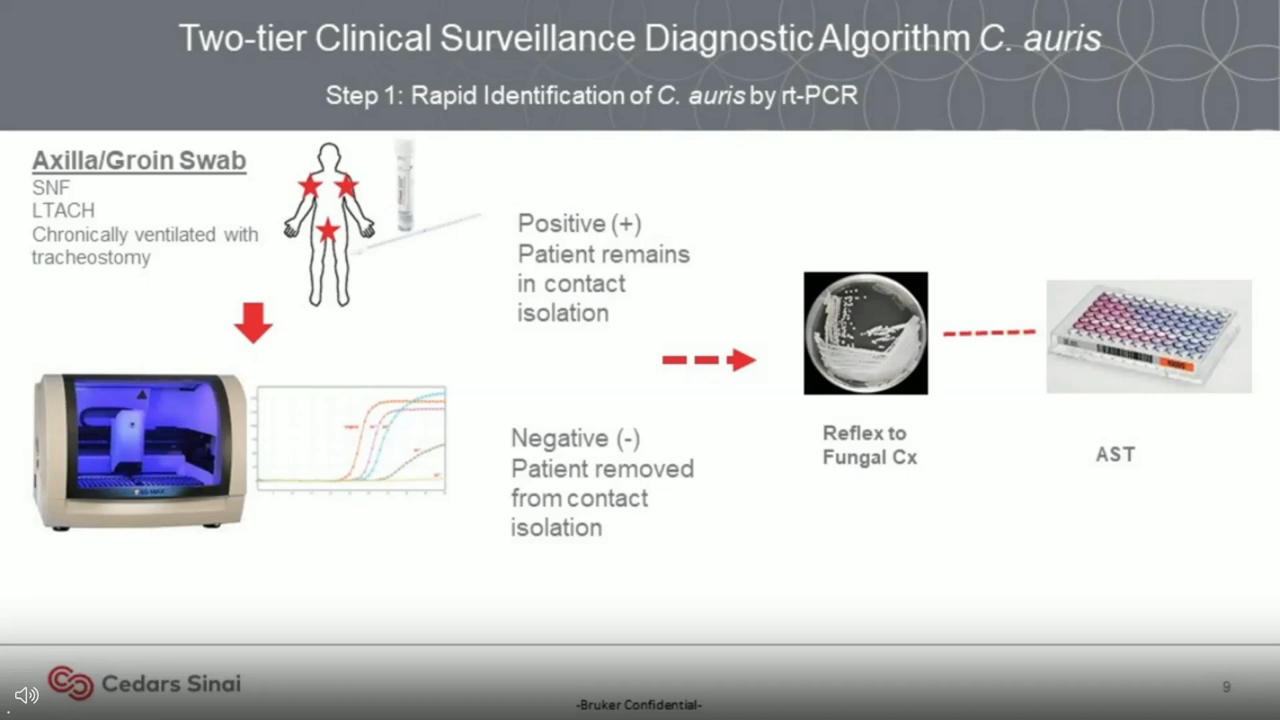 Two-tier Clinical Surveillance Diagnostic Algorithm C. auris
Step 1: Rapid Identification of C. auris by rt-PCR
Axilla/Groin Swab
SNF
LTACH
Chronically ventilated with
tracheostomy
Positive (+)
Patient remains
in contact
isolation
Negative (-)
Patient removed
from contact
isolation
Reflex to
Fungal Cx
AST
Cedars Sinai
-Bruker Confidential-
9